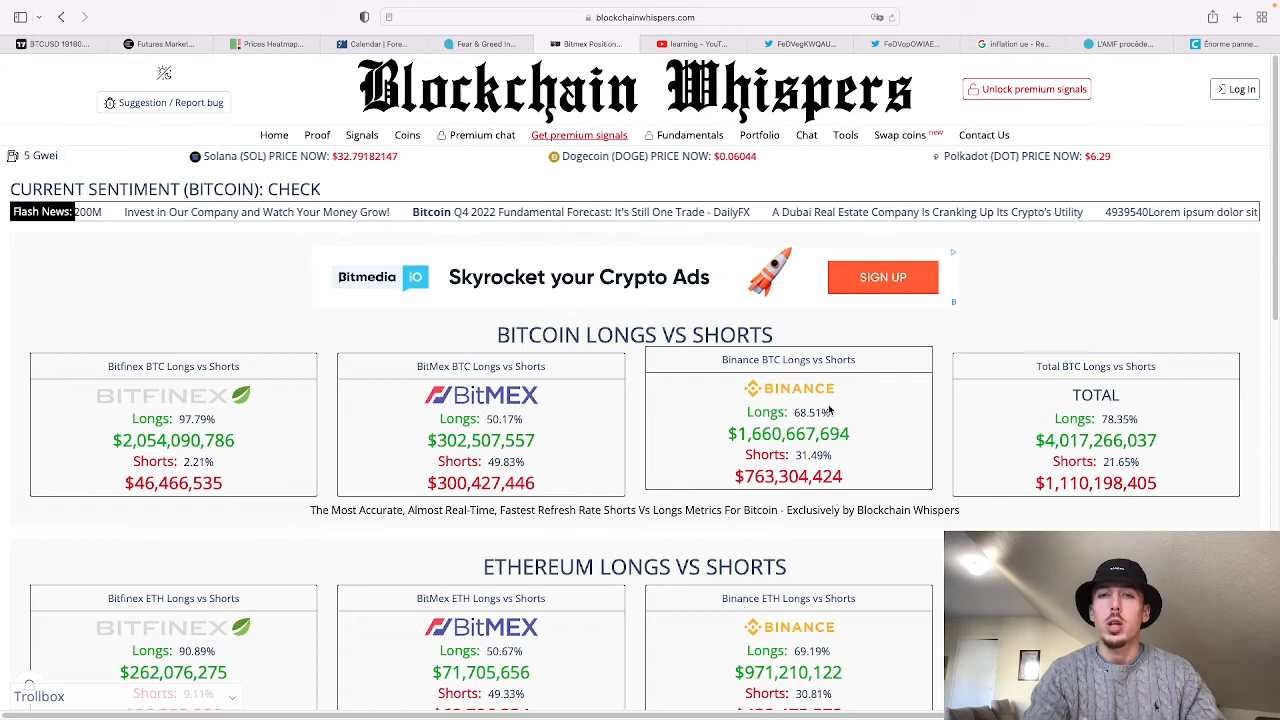 blockchainwhispers.com
BTCUSD 19180....
Futures Market...
Prices Heatmap...
Calendar | Fore...
Fear & Greed In...
Bitmex Position...
learning - YouT...
FeDVegKWQAU...
FeDVopOWIAE...
inflation ue - Re...
L'AMF procède...
Énorme panne...
Suggestion / Report bug
Blockchain Whispers
Unlock premium signals
Log In
Home Proof Signals Coins Premium chat Get premium signals Fundamentals Portfolio Chat Tools Swap coins new Contact Us
5 Gwei Solana (SOL) PRICE NOW: $32.79182147 Dogecoin (DOGE) PRICE NOW: $0.06044 Polkadot (DOT) PRICE NOW: $6.29
CURRENT SENTIMENT (BITCOIN): CHECK
Flash News: 200M Invest in Our Company and Watch Your Money Grow! Bitcoin Q4 2022 Fundamental Forecast: It's Still One Trade - DailyFX A Dubai Real Estate Company Is Cranking Up Its Crypto's Utility 4939540Lorem ipsum dolor sit
Bitmedia iO Skyrocket your Crypto Ads SIGN UP
BITCOIN LONGS VS SHORTS
Bitfinex BTC Longs vs Shorts
BITFINEX
Longs: 97.79%
$2,054,090,786
Shorts: 2.21%
$46,466,535
BitMex BTC Longs vs Shorts
BitMEX
Longs: 50.17%
$302,507,557
Shorts: 49.83%
$300,427,446
Binance BTC Longs vs Shorts
BINANCE
Longs: 68.51%
$1,660,667,694
Shorts: 31.49%
$763,304,424
Total BTC Longs vs Shorts
TOTAL
Longs: 78.35%
$4,017,266,037
Shorts: 21.65%
$1,110,198,405
The Most Accurate, Almost Real-Time, Fastest Refresh Rate Shorts Vs Longs Metrics For Bitcoin - Exclusively by Blockchain Whispers
ETHEREUM LONGS VS SHORTS
Bitfinex ETH Longs vs Shorts
BITFINEX
Longs: 90.89%
$262,076,275
Shorts: 9.11%
BitMex ETH Longs vs Shorts
BitMEX
Longs: 50.67%
$71,705,656
Shorts: 49.33%
Binance ETH Longs vs Shorts
BINANCE
Longs: 69.19%
$971,210,122
Shorts: 30.81%
Trollbox